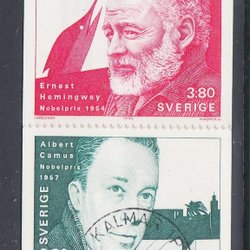 Ernest
Hemingway
Nobelpris 1954
3:80
SVERIGE
Albert
Camus
Nobelpris
1957
SVERIGE
KALMAR